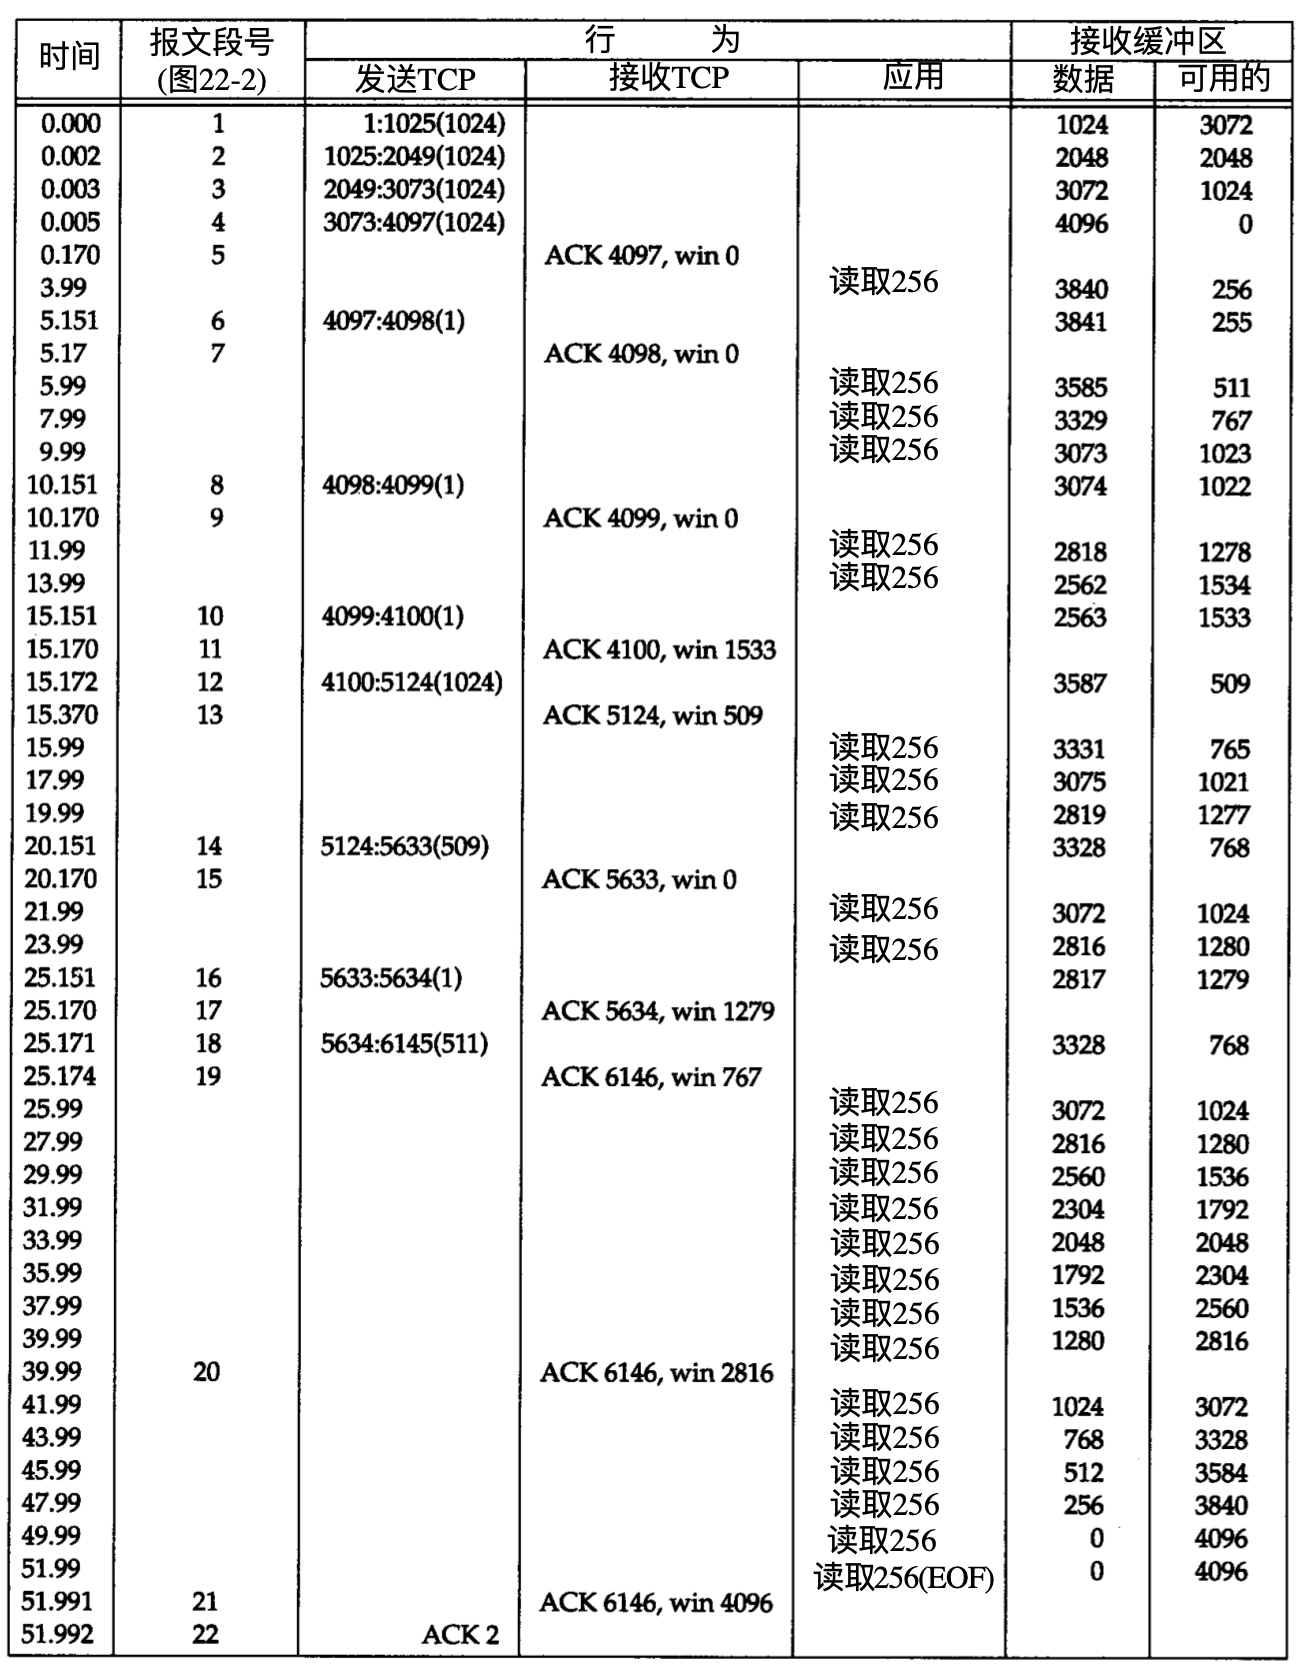 时间 报文段号 (图22-2) 行 为 接收缓冲区
发送TCP 接收TCP 应用 数据 可用的
0.000 1 1:1025(1024) 1024 3072
0.002 2 1025:2049(1024) 2048 2048
0.003 3 2049:3073(1024) 3072 1024
0.005 4 3073:4097(1024) 4096 0
0.170 5 ACK 4097, win 0
3.99 读取256 3840 256
5.151 6 4097:4098(1) 3841 255
5.17 7 ACK 4098, win 0
5.99 读取256 3585 511
7.99 读取256 3329 767
9.99 读取256 3073 1023
10.151 8 4098:4099(1) 3074 1022
10.170 9 ACK 4099, win 0
11.99 读取256 2818 1278
13.99 读取256 2562 1534
15.151 10 4099:4100(1) 2563 1533
15.170 11 ACK 4100, win 1533
15.172 12 4100:5124(1024) 3587 509
15.370 13 ACK 5124, win 509
15.99 读取256 3331 765
17.99 读取256 3075 1021
19.99 读取256 2819 1277
20.151 14 5124:5633(509) 3328 768
20.170 15 ACK 5633, win 0
21.99 读取256 3072 1024
23.99 读取256 2816 1280
25.151 16 5633:5634(1) 2817 1279
25.170 17 ACK 5634, win 1279
25.171 18 5634:6145(511) 3328 768
25.174 19 ACK 6146, win 767
25.99 读取256 3072 1024
27.99 读取256 2816 1280
29.99 读取256 2560 1536
31.99 读取256 2304 1792
33.99 读取256 2048 2048
35.99 读取256 1792 2304
37.99 读取256 1536 2560
39.99 读取256 1280 2816
39.99 20 ACK 6146, win 2816
41.99 读取256 1024 3072
43.99 读取256 768 3328
45.99 读取256 512 3584
47.99 读取256 256 3840
49.99 读取256 0 4096
51.99 读取256(EOF) 0 4096
51.991 21 ACK 6146, win 4096
51.992 22 ACK 2